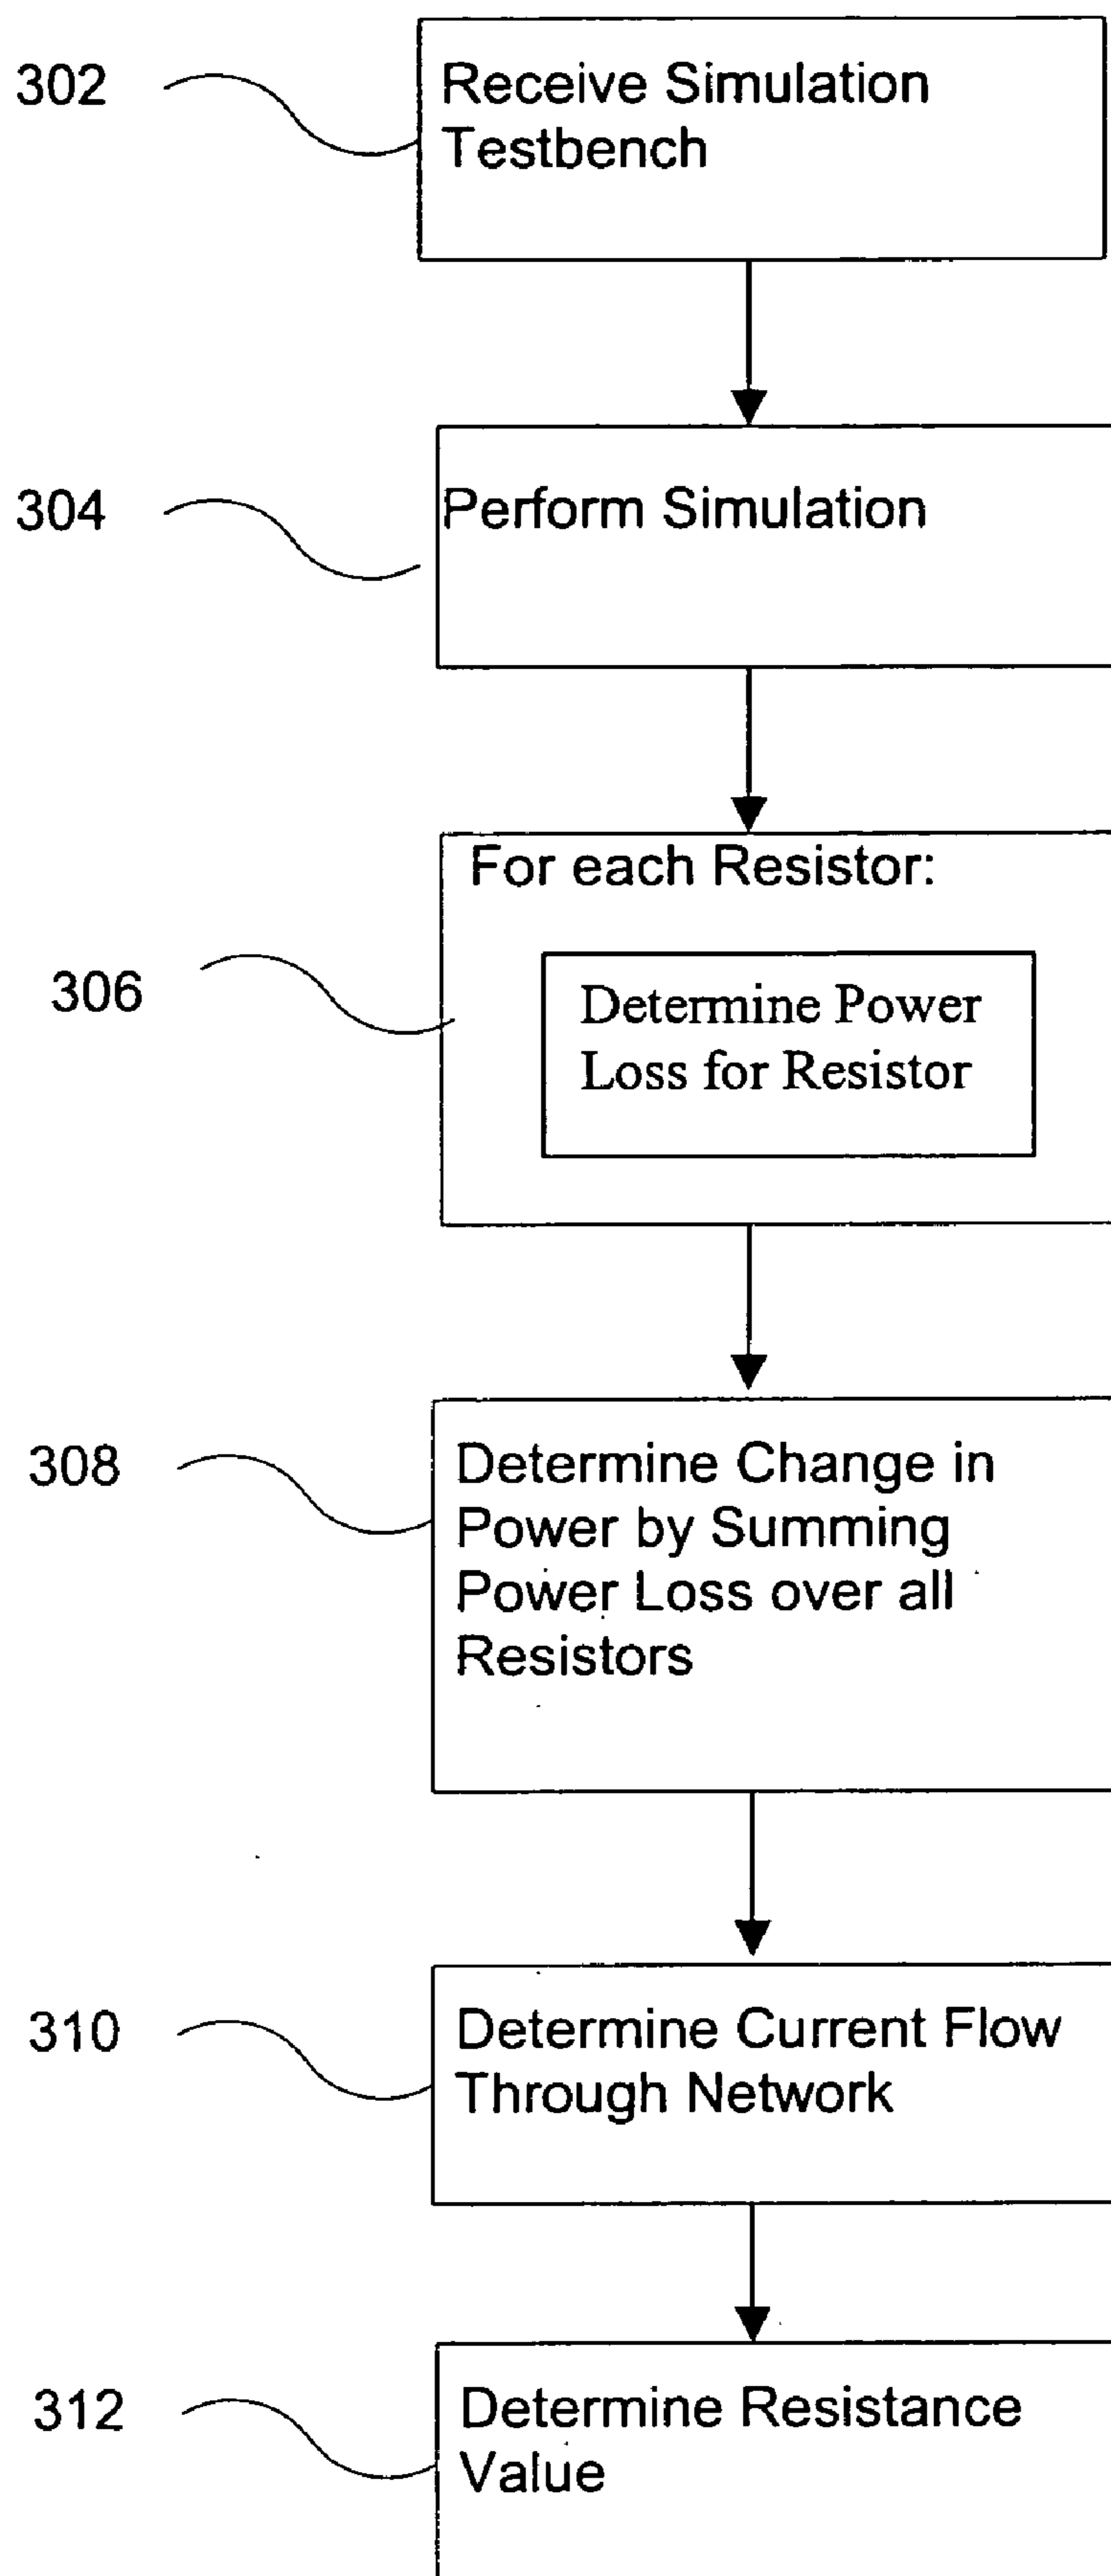 302
Receive Simulation
Testbench
304
Perform Simulation
For each Resistor:
306
Determine Power
Loss for Resistor
308
Determine Change in
Power by Summing
Power Loss over all
Resistors
310
Determine Current Flow
Through Network
312
Determine Resistance
Value